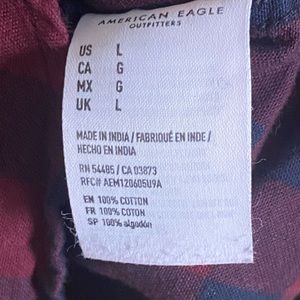 AMERICAN EAGLE
OUTFITTERS
US L
CA G
MX G
UK L
MADE IN INDIA / FABRIQUÉ EN INDE /
HECHO EN INDIA
RN 54485 / CA 03873
RFC# AEM120605U9A
EN 100% COTTON
FR 100% COTON
SP 100% algodón